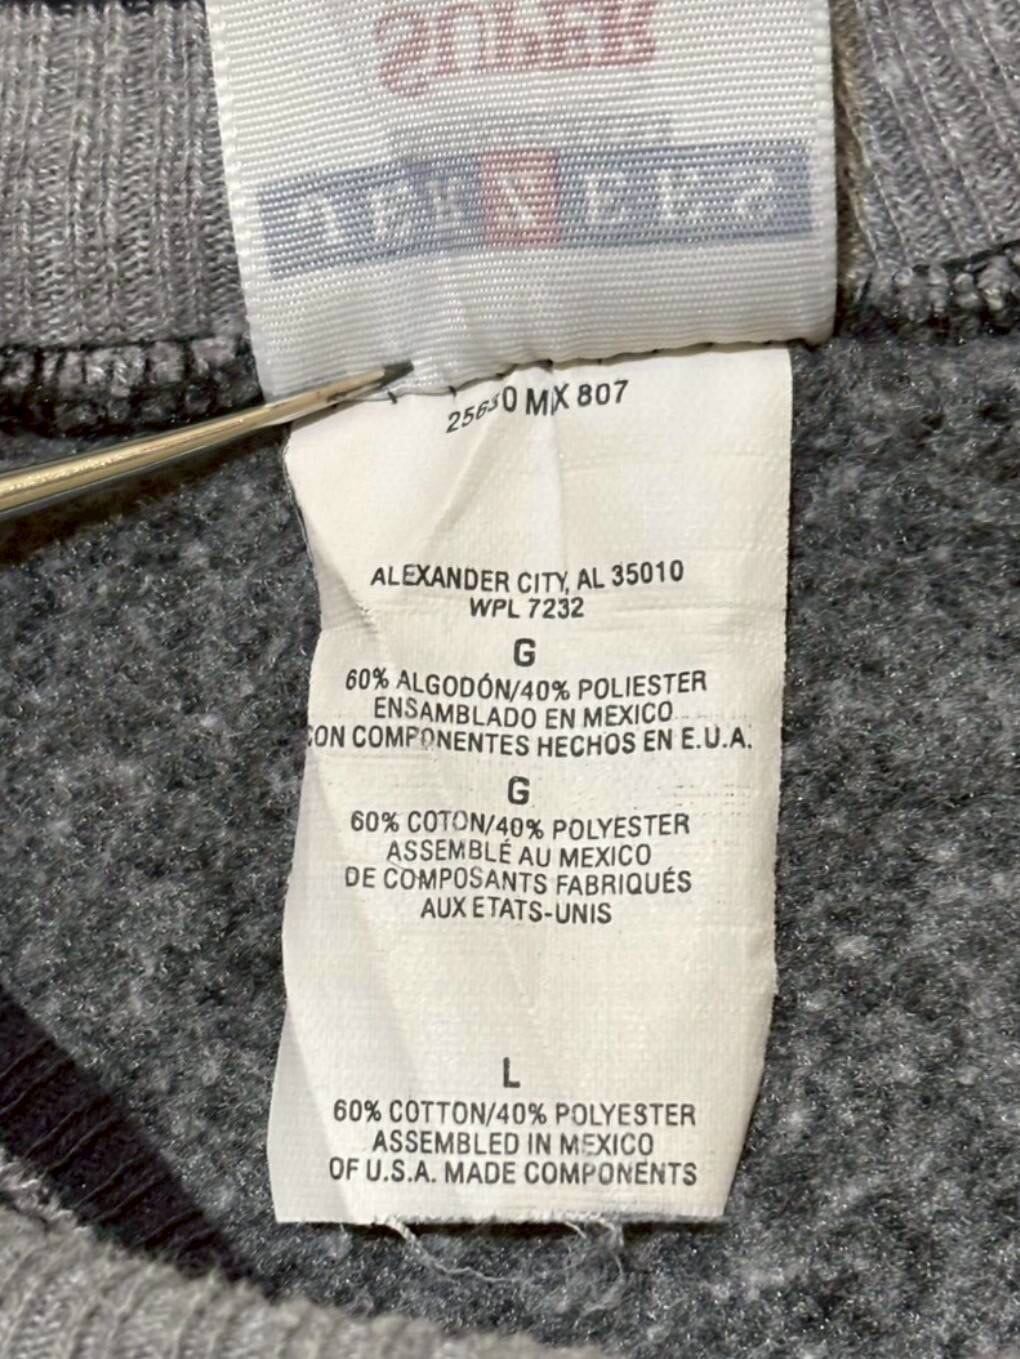 25630 MX 807
ALEXANDER CITY, AL 35010
WPL 7232
G
60% ALGODÓN/40% POLIESTER
ENSAMBLADO EN MEXICO
CON COMPONENTES HECHOS EN E.U.A.
G
60% COTON/40% POLYESTER
ASSEMBLÉ AU MEXICO
DE COMPOSANTS FABRIQUÉS
AUX ETATS-UNIS
L
60% COTTON/40% POLYESTER
ASSEMBLED IN MEXICO
OF U.S.A. MADE COMPONENTS